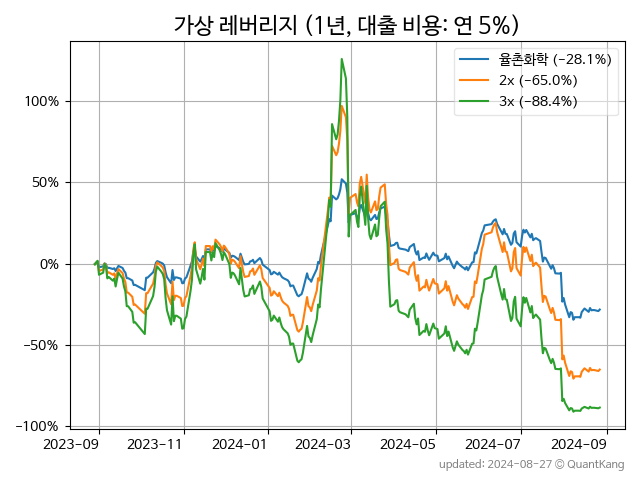 가상 레버리지 (1년, 대출 비용: 연 5%)
율촌화학 (-28.1%)
2x (-65.0%)
3x (-88.4%)
100%
50%
0%
−50%
−100%
2023-09 2023-11 2024-01 2024-03 2024-05 2024-07 2024-09
updated: 2024-08-27 © QuantKang